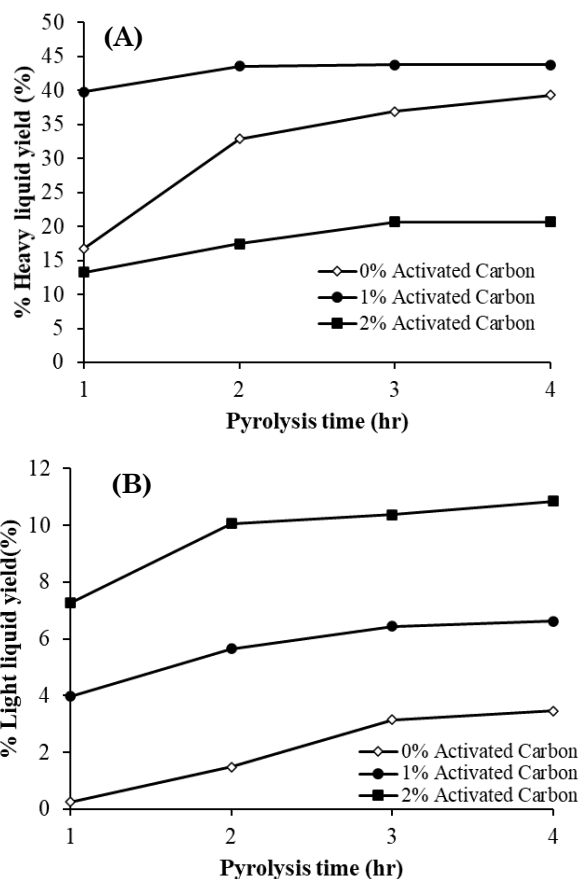 (A)
% Heavy liquid yield (%)
50
45
40
35
30
25
20
15
10
5
0
0% Activated Carbon
1% Activated Carbon
2% Activated Carbon
1 2 3 4
Pyrolysis time (hr)
(B)
% Light liquid yield(%)
12
10
8
6
4
2
0
0% Activated Carbon
1% Activated Carbon
2% Activated Carbon
1 2 3 4
Pyrolysis time (hr)